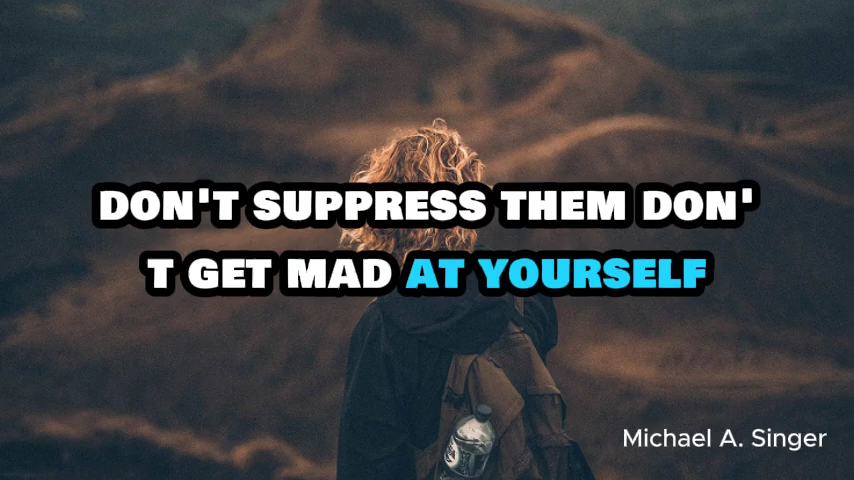 DON'T SUPPRESS THEM DON'
T GET MAD AT YOURSELF
Michael A. Singer